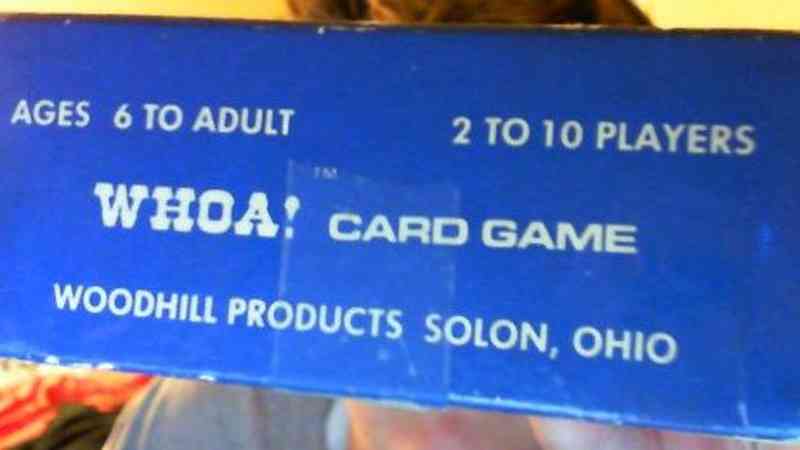 AGES 6 TO ADULT 2 TO 10 PLAYERS
WHOA!™ CARD GAME
WOODHILL PRODUCTS SOLON, OHIO